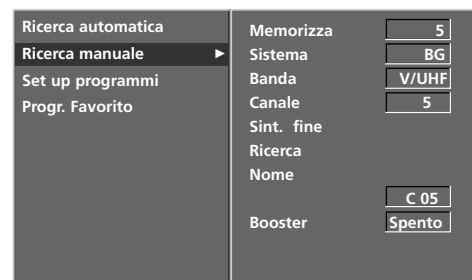 Ricerca automatica
Ricerca manuale ►
Set up programmi
Progr. Favorito
Memorizza 5
Sistema BG
Banda V/UHF
Canale 5
Sint. fine
Ricerca
Nome
C 05
Booster Spento